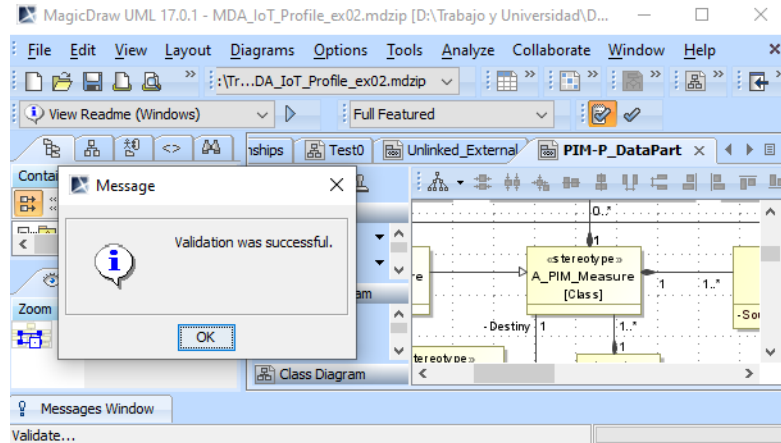 MagicDraw UML 17.0.1 - MDA_IoT_Profile_ex02.mdzip [D:\Trabajo y Universidad\D...
File Edit View Layout Diagrams Options Tools Analyze Collaborate Window Help
:\Tr...DA_IoT_Profile_ex02.mdzip
View Readme (Windows) Full Featured
nships Test0 Unlinked_External PIM-P_DataPart
Contai
Message
Validation was successful.
OK
0..*
1
«stereotype»
A_PIM_Measure
[Class]
1 1..*
e
am
Zoom
-Sou
-Destiny 1 1..*
1
tereotype»
Class Diagram
Messages Window
Validate...